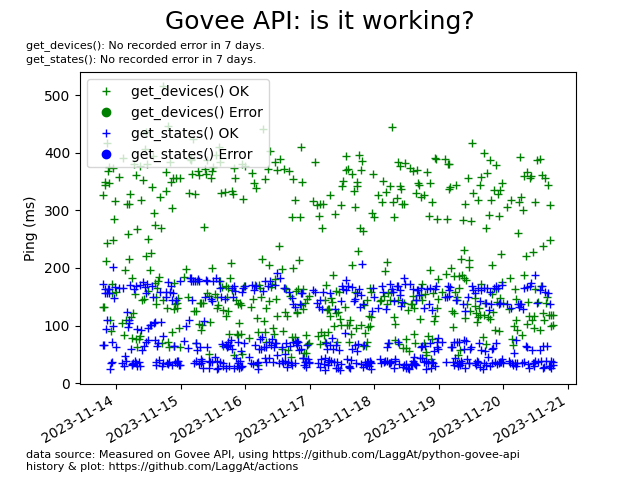 Govee API: is it working?
get_devices(): No recorded error in 7 days.
get_states(): No recorded error in 7 days.
get_devices() OK
get_devices() Error
get_states() OK
get_states() Error
Ping (ms)
500
400
300
200
100
0
2023-11-14
2023-11-15
2023-11-16
2023-11-17
2023-11-18
2023-11-19
2023-11-20
2023-11-21
data source: Measured on Govee API, using https://github.com/LaggAt/python-govee-api
history & plot: https://github.com/LaggAt/actions